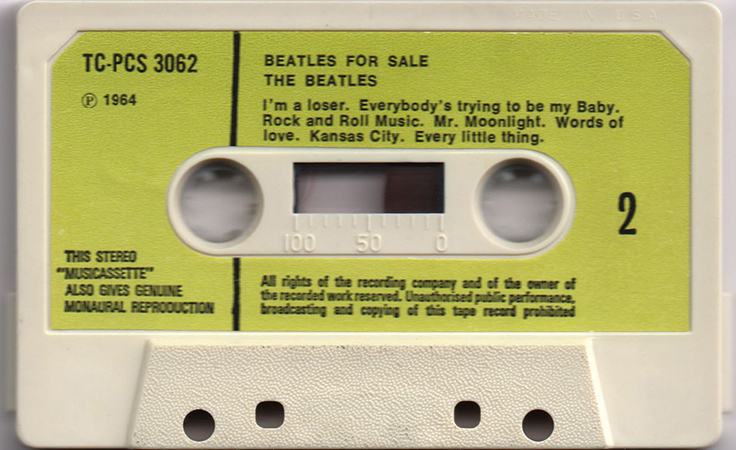 MADE IN U S A
TC-PCS 3062
Ⓟ 1964
BEATLES FOR SALE
THE BEATLES
I'm a loser. Everybody's trying to be my Baby.
Rock and Roll Music. Mr. Moonlight. Words of
love. Kansas City. Every little thing.
100 50 0
2
THIS STEREO
"MUSICASSETTE"
ALSO GIVES GENUINE
MONAURAL REPRODUCTION
All rights of the recording company and of the owner of
the recorded work reserved. Unauthorised public performance,
broadcasting and copying of this tape record prohibited